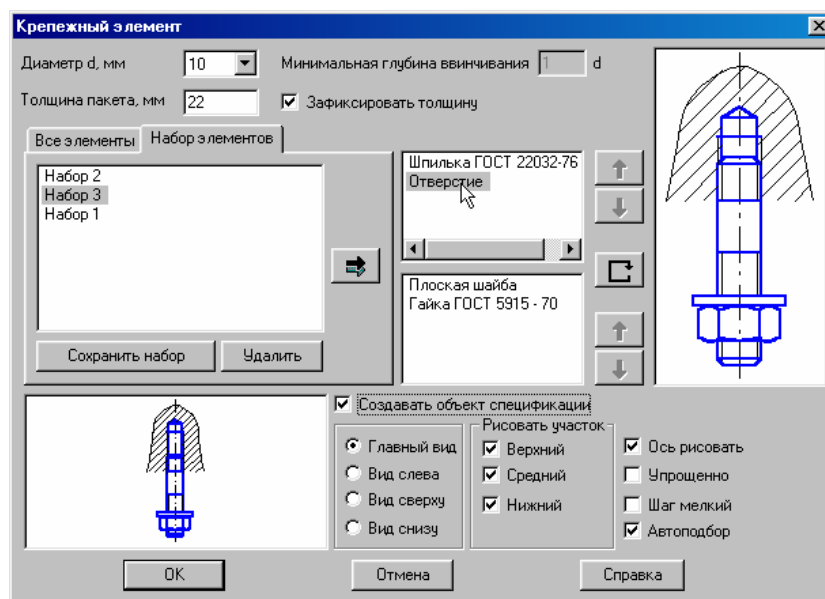 Крепежный элемент
Диаметр d, мм 10 Минимальная глубина ввинчивания 1 d
Толщина пакета, мм 22 Зафиксировать толщину
Все элементы Набор элементов
Набор 2
Набор 3
Набор 1
Сохранить набор Удалить
Шпилька ГОСТ 22032-76
Отверстие
Плоская шайба
Гайка ГОСТ 5915 - 70
Создавать объект спецификации
Главный вид
Вид слева
Вид сверху
Вид снизу
Рисовать участок
Верхний
Средний
Нижний
Ось рисовать
Упрощенно
Шаг мелкий
Автоподбор
OK Отмена Справка